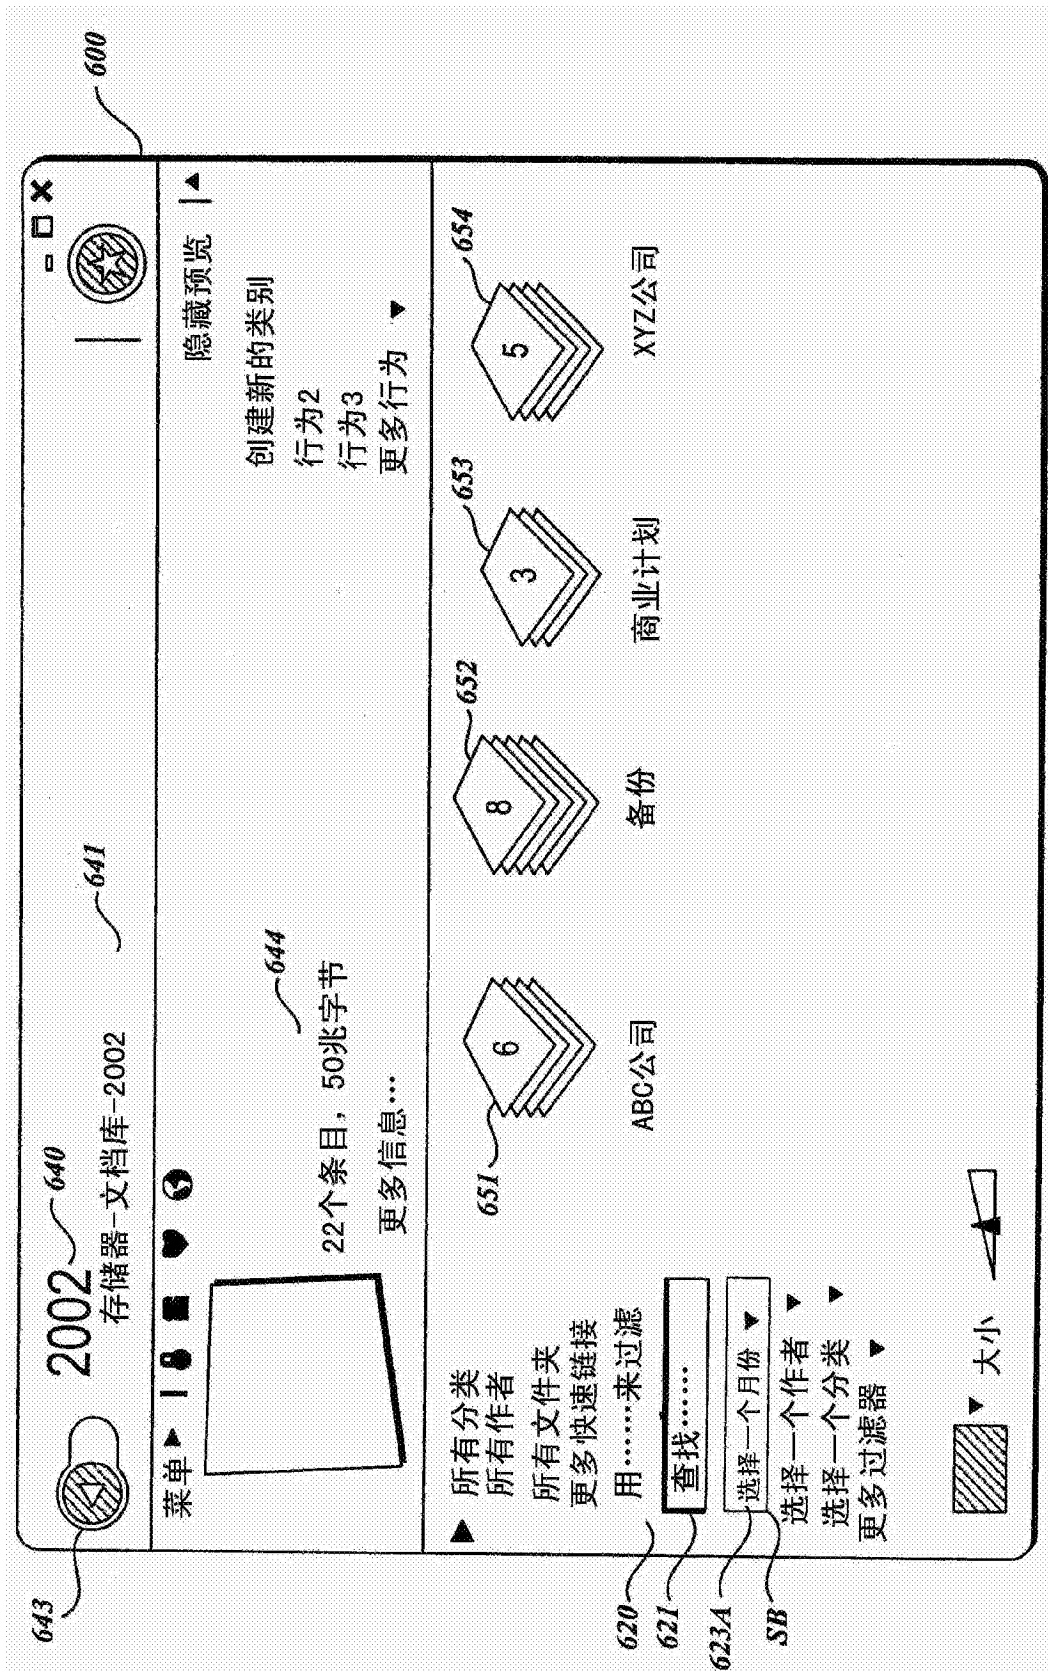 600
2002
640
存储器-文档库-2002
641
643
菜单
隐藏预览
22个条目，50兆字节
644
更多信息…
创建新的类别
行为2
行为3
更多行为
所有分类
所有作者
所有文件夹
更多快速链接
用……来过滤
620
查找……
621
选择一个月份
623A
SB
选择一个作者
选择一个分类
更多过滤器
大小
6
651
ABC公司
8
652
备份
3
653
商业计划
5
654
XYZ公司